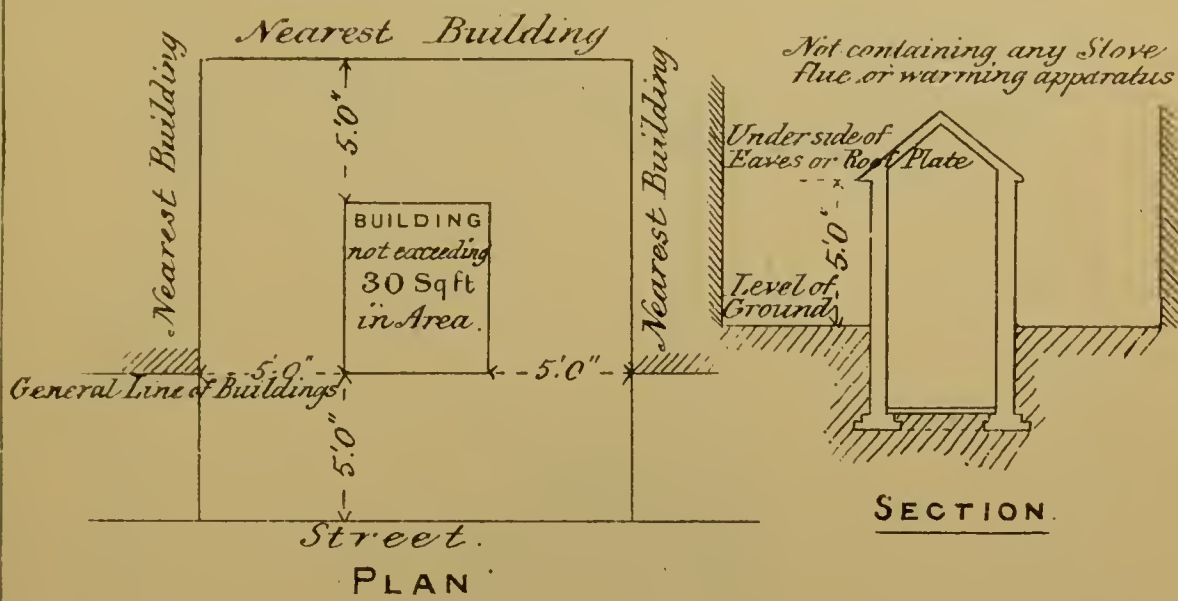 Nearest Building
Nearest Building
Nearest Building
5'.0"
BUILDING
not exceeding
30 Sq ft
in Area.
5'.0"
5'.0"
General Line of Buildings
5'.0"
Street.
PLAN
Not containing any Stove
flue or warming apparatus
Underside of
Eaves or Roof Plate
5'.0"
Level of
Ground
SECTION.